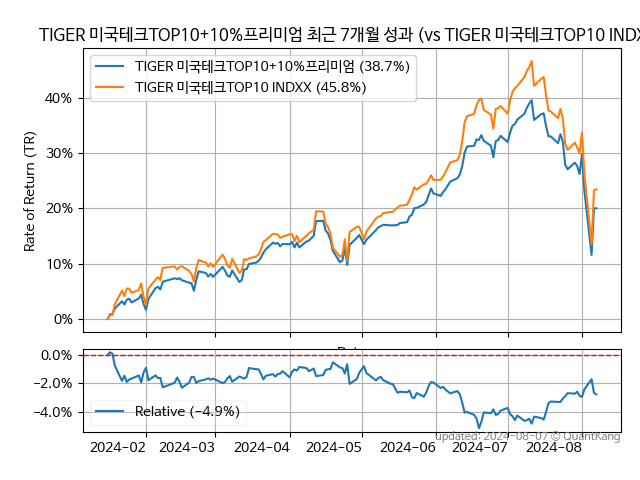 TIGER 미국테크TOP10+10%프리미엄 최근 7개월 성과 (vs TIGER 미국테크TOP10 INDX
TIGER 미국테크TOP10+10%프리미엄 (38.7%)
TIGER 미국테크TOP10 INDXX (45.8%)
Rate of Return (TR)
40%
30%
20%
10%
0%
0.0%
−2.0%
−4.0%
Relative (−4.9%)
updated: 2024-08-07 © QuantKang
2024-02 2024-03 2024-04 2024-05 2024-06 2024-07 2024-08